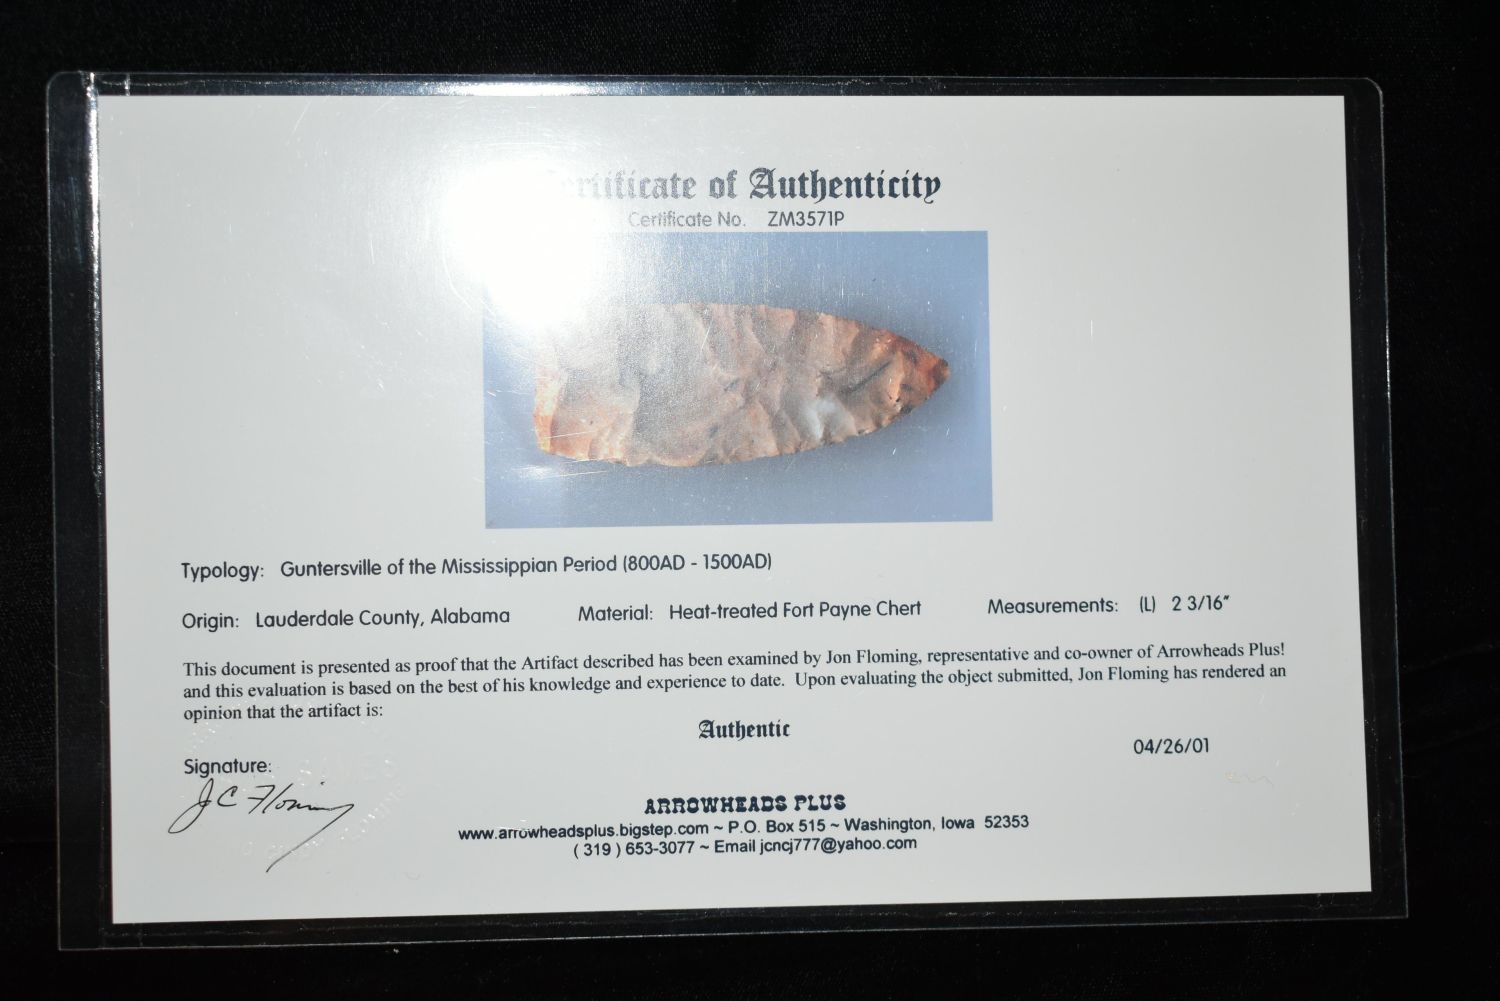 Certificate of Authenticity
Certificate No. ZM3571P
Typology: Guntersville of the Mississippian Period (800AD - 1500AD)
Origin: Lauderdale County, Alabama Material: Heat-treated Fort Payne Chert Measurements: (L) 2 3/16"
This document is presented as proof that the Artifact described has been examined by Jon Floming, representative and co-owner of Arrowheads Plus!
and this evaluation is based on the best of his knowledge and experience to date. Upon evaluating the object submitted, Jon Floming has rendered an
opinion that the artifact is:
Authentic
04/26/01
Signature:
JC Floming
ARROWHEADS PLUS
www.arrowheadsplus.bigstep.com ~ P.O. Box 515 ~ Washington, Iowa 52353
( 319 ) 653-3077 ~ Email jcncj777@yahoo.com